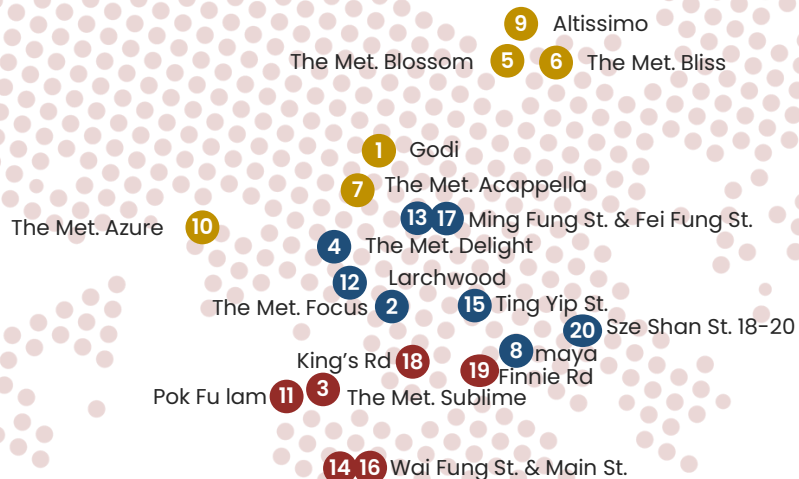 9 Altissimo
The Met. Blossom 5 6 The Met. Bliss
1 Godi
7 The Met. Acappella
13 17 Ming Fung St. & Fei Fung St.
The Met. Azure 10
4 The Met. Delight
12 Larchwood
The Met. Focus 2 15 Ting Yip St.
20 Sze Shan St. 18-20
8 maya
King's Rd 18
19 Finnie Rd
Pok Fu lam 11 3 The Met. Sublime
14 16 Wai Fung St. & Main St.